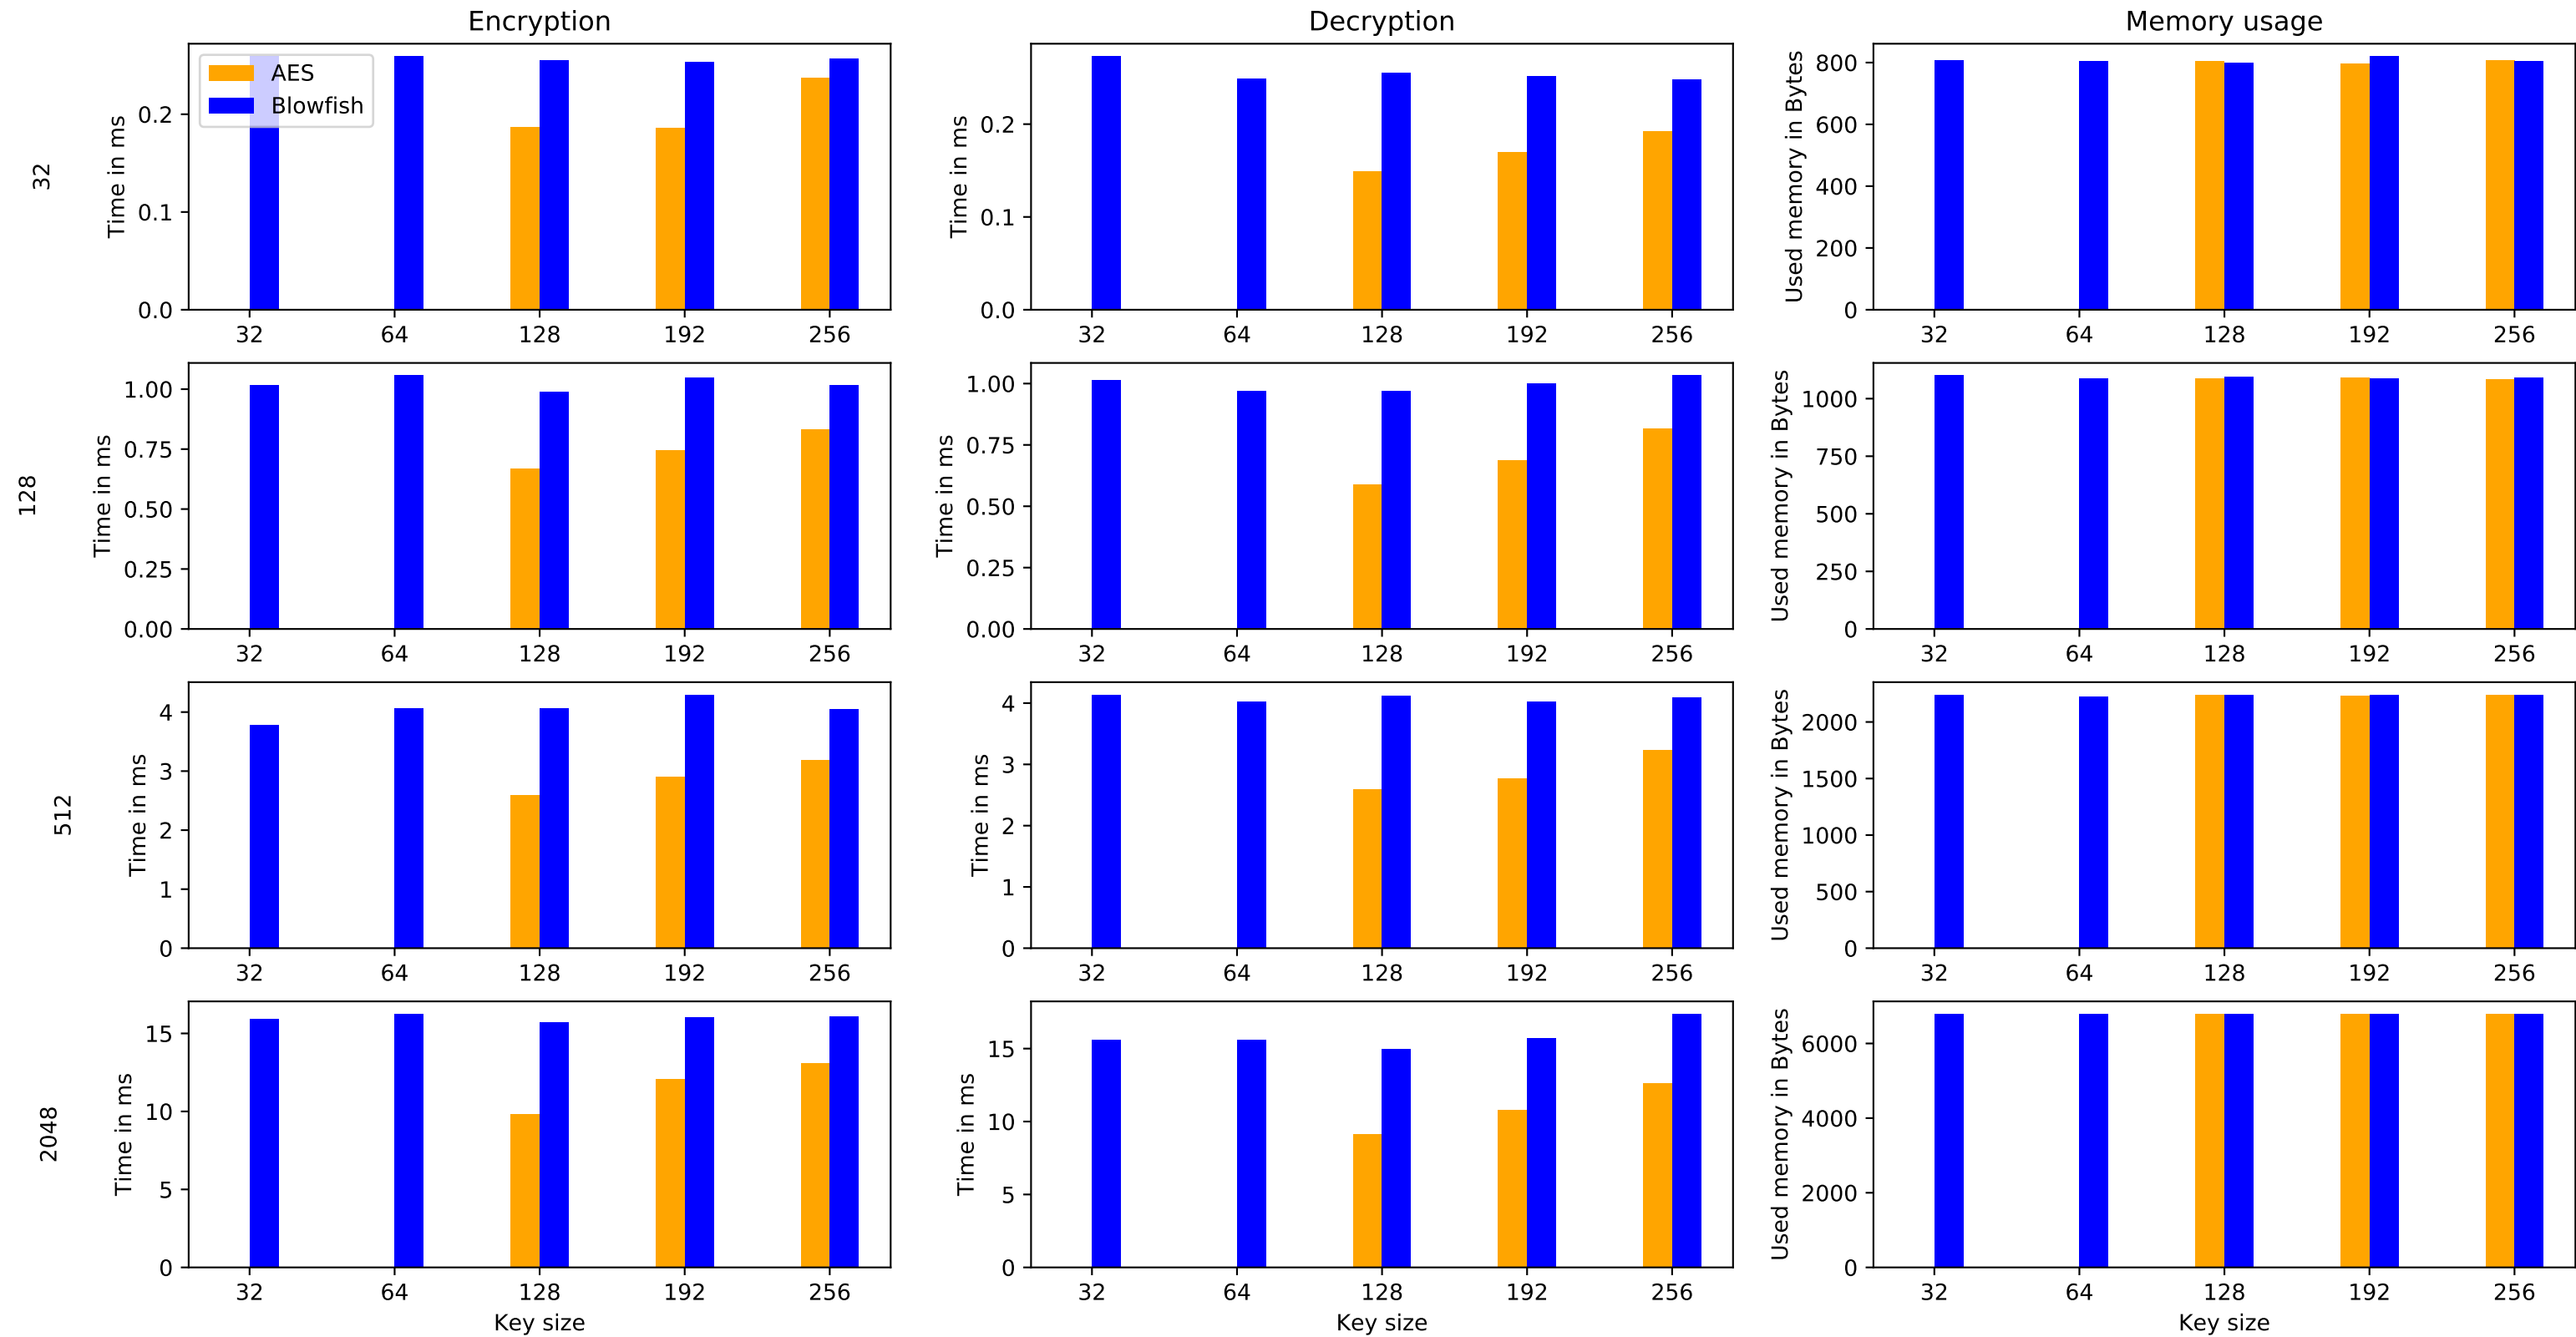 Encryption
Decryption
Memory usage
32
Time in ms
0.2
0.1
0.0
AES
Blowfish
32 64 128 192 256
Time in ms
0.2
0.1
0.0
32 64 128 192 256
Used memory in Bytes
800
600
400
200
0
32 64 128 192 256
128
Time in ms
1.00
0.75
0.50
0.25
0.00
32 64 128 192 256
Time in ms
1.00
0.75
0.50
0.25
0.00
32 64 128 192 256
Used memory in Bytes
1000
750
500
250
0
32 64 128 192 256
512
Time in ms
4
3
2
1
0
32 64 128 192 256
Time in ms
4
3
2
1
0
32 64 128 192 256
Used memory in Bytes
2000
1500
1000
500
0
32 64 128 192 256
2048
Time in ms
15
10
5
0
32 64 128 192 256
Key size
Time in ms
15
10
5
0
32 64 128 192 256
Key size
Used memory in Bytes
6000
4000
2000
0
32 64 128 192 256
Key size